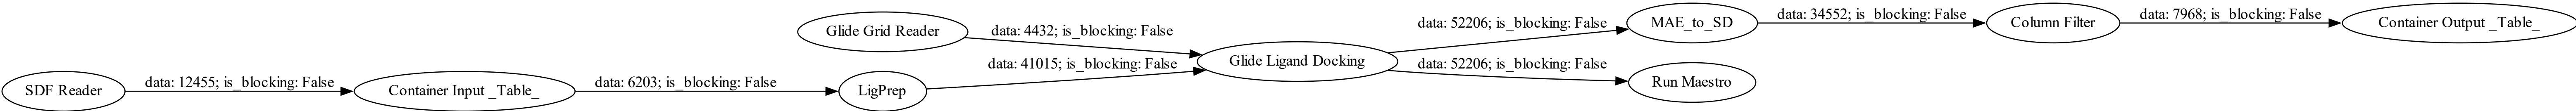 Glide Grid Reader
data: 4432; is_blocking: False
data: 52206; is_blocking: False
MAE_to_SD
data: 34552; is_blocking: False
Column Filter
data: 7968; is_blocking: False
Container Output _Table_
SDF Reader
data: 12455; is_blocking: False
Container Input _Table_
data: 6203; is_blocking: False
LigPrep
data: 41015; is_blocking: False
Glide Ligand Docking
data: 52206; is_blocking: False
Run Maestro